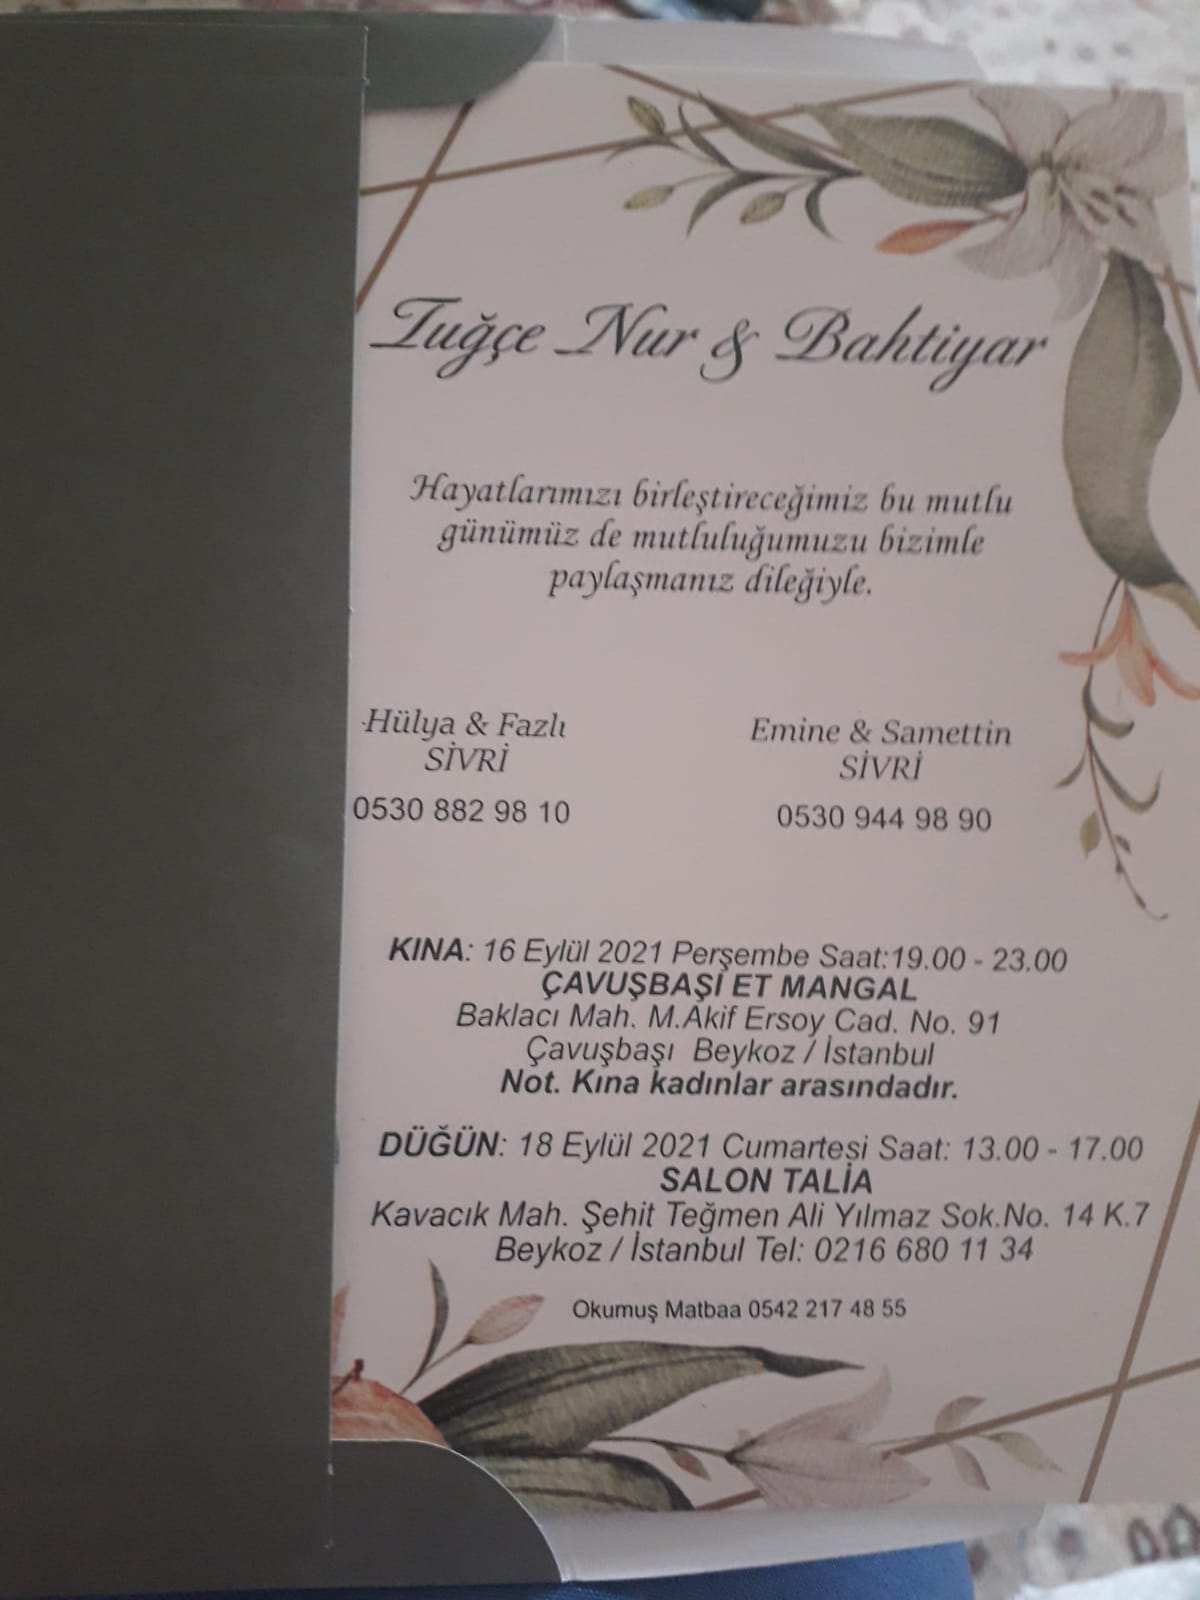 Tuğçe Nur & Bahtiyar
Hayatlarımızı birleştireceğimiz bu mutlu
günümüz de mutluluğumuzu bizimle
paylaşmanız dileğiyle.
Hülya & Fazlı
SİVRİ
0530 882 98 10
Emine & Samettin
SİVRİ
0530 944 98 90
KINA: 16 Eylül 2021 Perşembe Saat:19.00 - 23.00
ÇAVUŞBAŞI ET MANGAL
Baklacı Mah. M.Akif Ersoy Cad. No. 91
Çavuşbaşı Beykoz / İstanbul
Not. Kına kadınlar arasındadır.
DÜĞÜN: 18 Eylül 2021 Cumartesi Saat: 13.00 - 17.00
SALON TALİA
Kavacık Mah. Şehit Teğmen Ali Yılmaz Sok.No. 14 K.7
Beykoz / İstanbul Tel: 0216 680 11 34
Okumuş Matbaa 0542 217 48 55